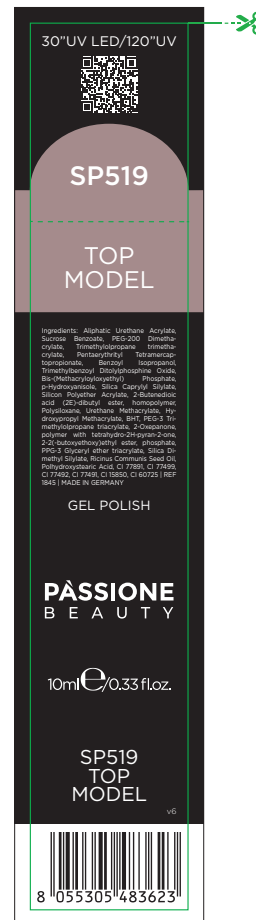 30”UV LED/120”UV
SP519
TOP
MODEL
Ingredients: Aliphatic Urethane Acrylate,
Sucrose Benzoate, PEG-200 Dimetha-
crylate, Trimethylolpropane trimetha-
crylate, Pentaerythrityl Tetramercap-
topropionate, Benzoyl Isopropanol,
Trimethylbenzoyl Ditolylphosphine Oxide,
Bis-(Methacryloyloxyethyl) Phosphate,
p-Hydroxyanisole, Silica Caprylyl Silylate,
Silicon Polyether Acrylate, 2-Butenedioic
acid (2E)-dibutyl ester, homopolymer,
Polysiloxane, Urethane Methacrylate, Hy-
droxypropyl Methacrylate, BHT, PEG-3 Tri-
methylolpropane triacrylate, 2-Oxepanone,
polymer with tetrahydro-2H-pyran-2-one,
2-2(-butoxyethoxy)ethyl ester, phosphate,
PPG-3 Glyceryl ether triacrylate, Silica Di-
methyl Silylate, Ricinus Communis Seed Oil,
Polhydroxystearic Acid, CI 77891, CI 77499,
CI 77492, CI 77491, CI 15850, CI 60725 | REF
1845 | MADE IN GERMANY
GEL POLISH
PÀSSIONE
BEAUTY
10ml℮/0.33 fl.oz.
SP519
TOP
MODEL
v6
8 055305 483623